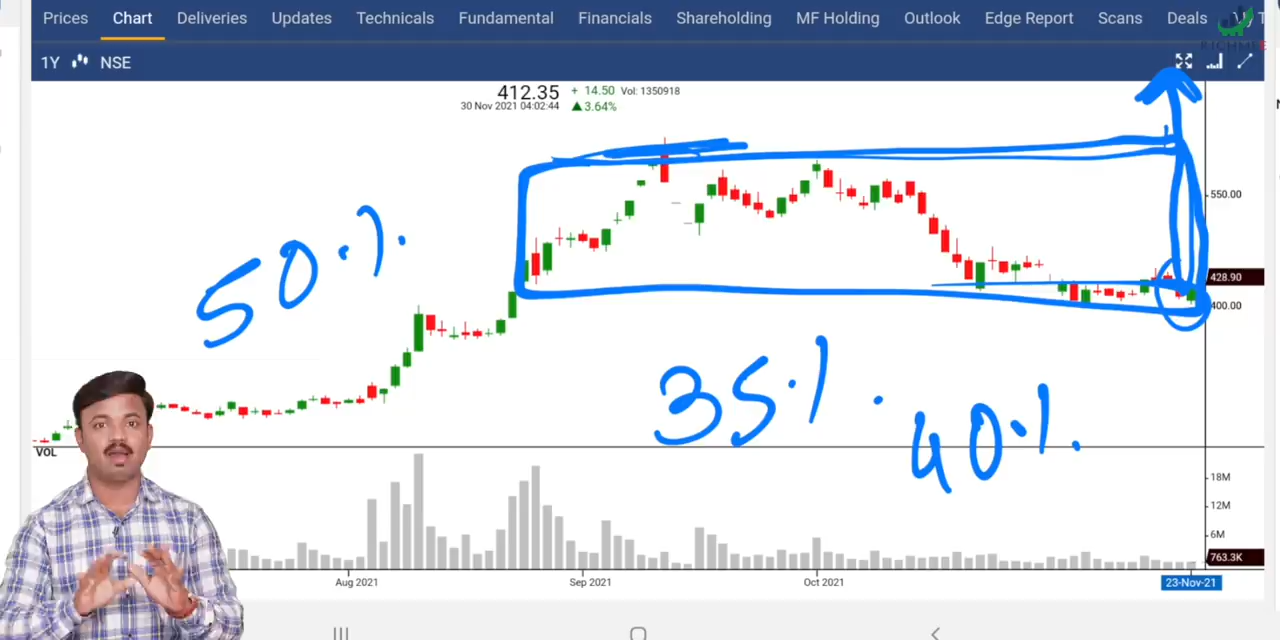 Prices Chart Deliveries Updates Technicals Fundamental Financials Shareholding MF Holding Outlook Edge Report Scans Deals
1Y NSE
412.35 + 14.50 Vol: 1350918
30 Nov 2021 04:02:44 ▲3.64%
550.00
428.90
400.00
50%.
35%.
40%.
VOL
18M
12M
6M
763.3K
Aug 2021 Sep 2021 Oct 2021 23-Nov-21